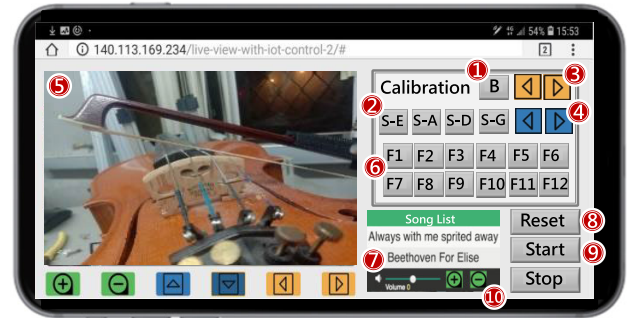 4G 54% 15:53
140.113.169.234/live-view-with-iot-control-2/#
2
5
1
3
Calibration B
2
4
S-E S-A S-D S-G
6
F1 F2 F3 F4 F5 F6
F7 F8 F9 F10 F11 F12
Song List
Reset
8
Always with me sprited away
Start
9
7
Beethoven For Elise
Volume 0
Stop
10